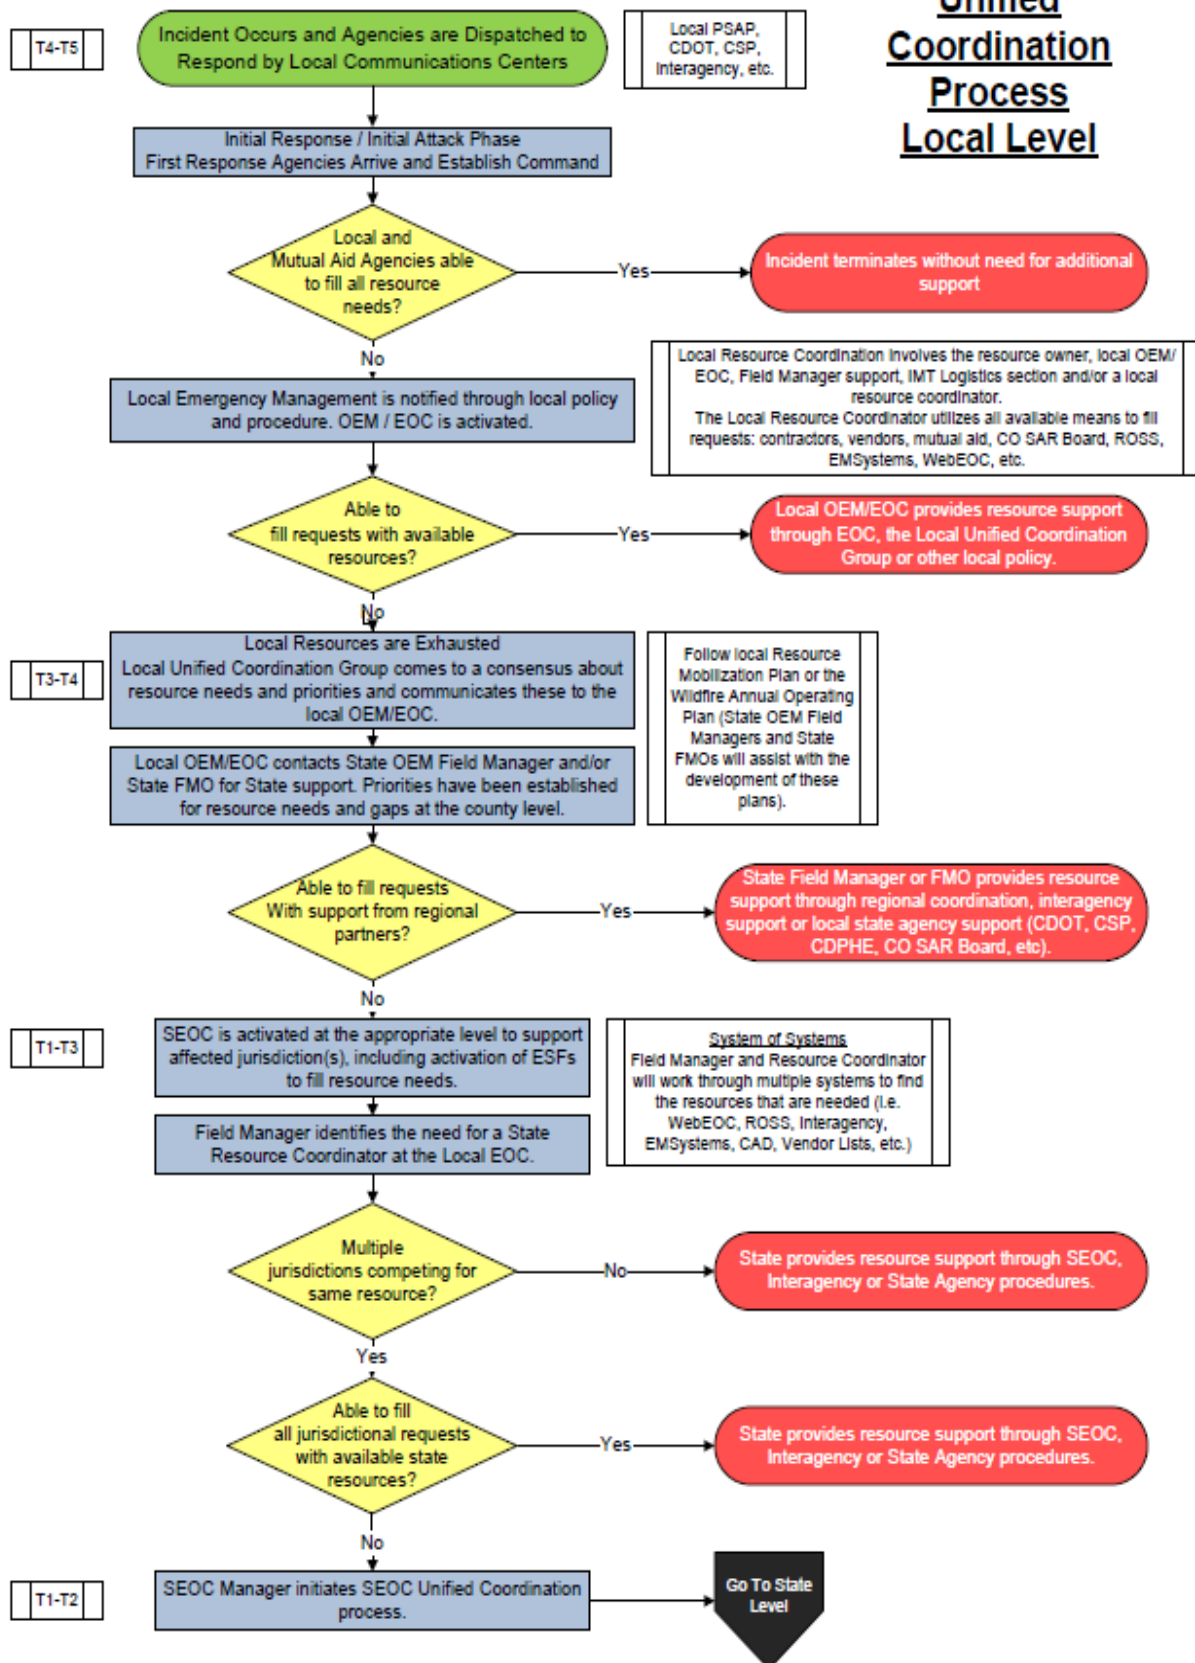 Unified
Coordination
Process
Local Level
T4-T5
Incident Occurs and Agencies are Dispatched to
Respond by Local Communications Centers
Local PSAP,
CDOT, CSP,
Interagency, etc.
Initial Response / Initial Attack Phase
First Response Agencies Arrive and Establish Command
Local and
Mutual Aid Agencies able
to fill all resource
needs?
Yes
Incident terminates without need for additional
support
No
Local Resource Coordination involves the resource owner, local OEM/
EOC, Field Manager support, IMT Logistics section and/or a local
resource coordinator.
The Local Resource Coordinator utilizes all available means to fill
requests: contractors, vendors, mutual aid, CO SAR Board, ROSS,
EMSystems, WebEOC, etc.
Local Emergency Management is notified through local policy
and procedure. OEM / EOC is activated.
Able to
fill requests with available
resources?
Yes
Local OEM/EOC provides resource support
through EOC, the Local Unified Coordination
Group or other local policy.
No
T3-T4
Local Resources are Exhausted
Local Unified Coordination Group comes to a consensus about
resource needs and priorities and communicates these to the
local OEM/EOC.
Follow local Resource
Mobilization Plan or the
Wildfire Annual Operating
Plan (State OEM Field
Managers and State
FMOs will assist with the
development of these
plans).
Local OEM/EOC contacts State OEM Field Manager and/or
State FMO for State support. Priorities have been established
for resource needs and gaps at the county level.
Able to fill requests
With support from regional
partners?
Yes
State Field Manager or FMO provides resource
support through regional coordination, interagency
support or local state agency support (CDOT, CSP,
CDPHE, CO SAR Board, etc).
No
T1-T3
SEOC is activated at the appropriate level to support
affected jurisdiction(s), including activation of ESFs
to fill resource needs.
System of Systems
Field Manager and Resource Coordinator
will work through multiple systems to find
the resources that are needed (i.e.
WebEOC, ROSS, Interagency,
EMSystems, CAD, Vendor Lists, etc.)
Field Manager identifies the need for a State
Resource Coordinator at the Local EOC.
Multiple
jurisdictions competing for
same resource?
No
State provides resource support through SEOC,
Interagency or State Agency procedures.
Yes
Able to fill
all jurisdictional requests
with available state
resources?
Yes
State provides resource support through SEOC,
Interagency or State Agency procedures.
No
T1-T2
SEOC Manager initiates SEOC Unified Coordination
process.
Go To State
Level